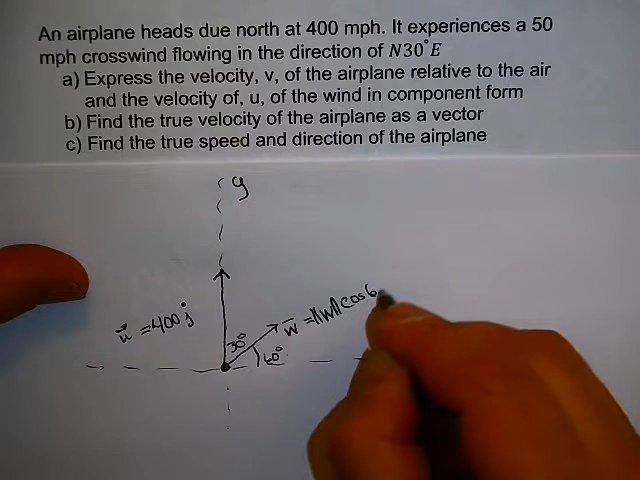 An airplane heads due north at 400 mph. It experiences a 50
mph crosswind flowing in the direction of N30°E
a) Express the velocity, v, of the airplane relative to the air
and the velocity of, u, of the wind in component form
b) Find the true velocity of the airplane as a vector
c) Find the true speed and direction of the airplane
y
u⃗ = 400j
w̅ = ‖w‖cos6
30°
60°